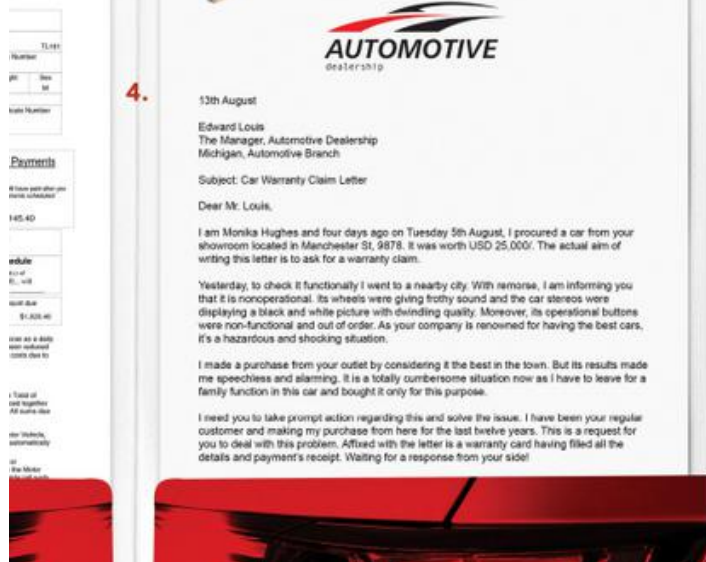 TL161
Number
Sex
M
icate Number
Payments
145.40
edule
ount due
$1,820.40
4.
AUTOMOTIVE
dealership
13th August
Edward Louis
The Manager, Automotive Dealership
Michigan, Automotive Branch
Subject: Car Warranty Claim Letter
Dear Mr. Louis,
I am Monika Hughes and four days ago on Tuesday 5th August, I procured a car from your
showroom located in Manchester St, 9878. It was worth USD 25,000/. The actual aim of
writing this letter is to ask for a warranty claim.
Yesterday, to check it functionally I went to a nearby city. With remorse, I am informing you
that it is nonoperational. Its wheels were giving frothy sound and the car stereos were
displaying a black and white picture with dwindling quality. Moreover, its operational buttons
were non-functional and out of order. As your company is renowned for having the best cars,
it's a hazardous and shocking situation.
I made a purchase from your outlet by considering it the best in the town. But its results made
me speechless and alarming. It is a totally cumbersome situation now as I have to leave for a
family function in this car and bought it only for this purpose.
I need you to take prompt action regarding this and solve the issue. I have been your regular
customer and making my purchase from here for the last twelve years. This is a request for
you to deal with this problem. Affixed with the letter is a warranty card having filled all the
details and payment's receipt. Waiting for a response from your side!